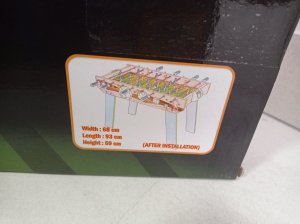 Width : 68 cm
Length : 93 cm
Height : 59 cm
(AFTER INSTALLATION)